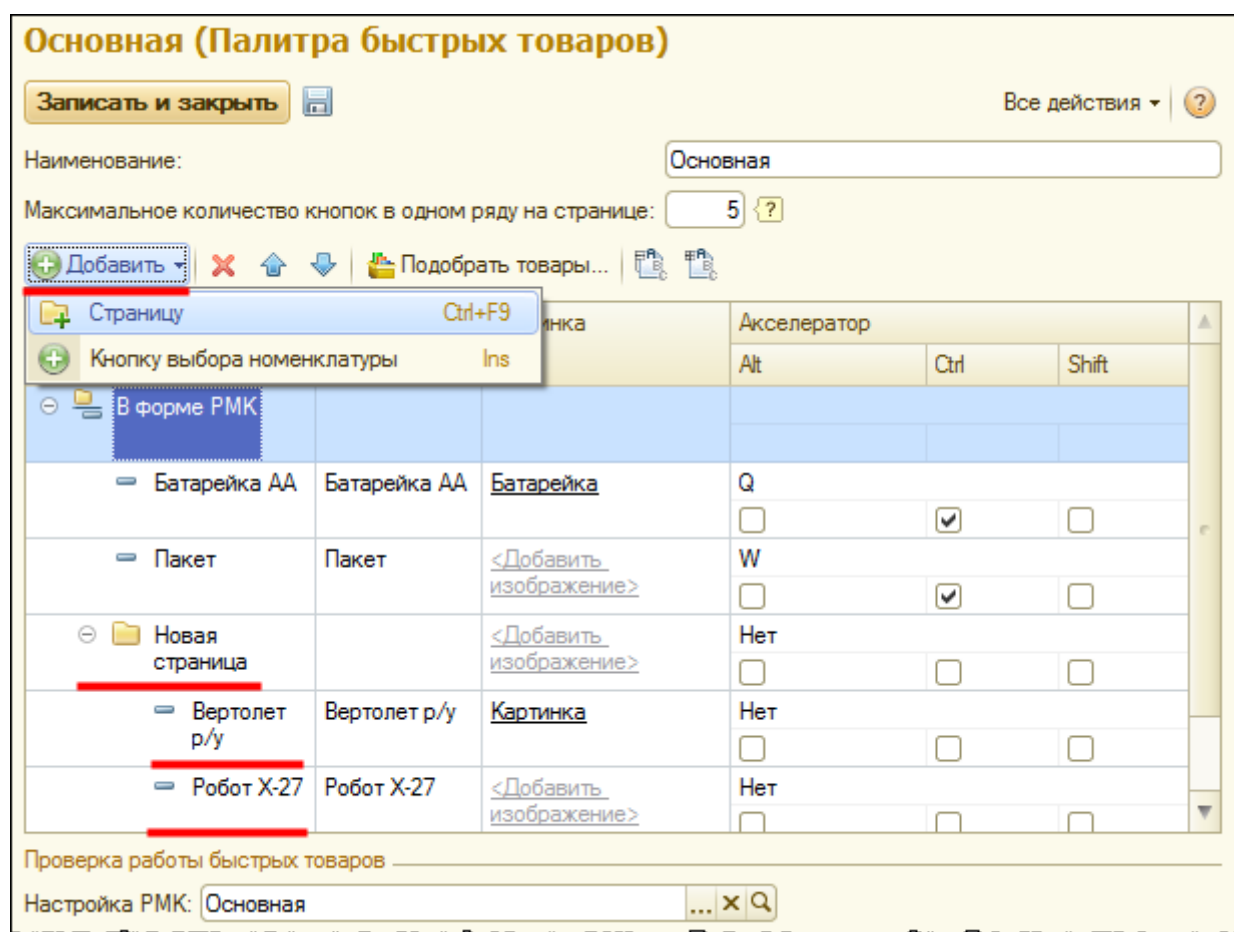 Основная (Палитра быстрых товаров)
Записать и закрыть
Все действия
Наименование: Основная
Максимальное количество кнопок в одном ряду на странице: 5 ?
Добавить Подобрать товары...
Страницу Ctrl+F9
Кнопку выбора номенклатуры Ins
Акселератор
Alt Ctrl Shift
В форме РМК
Батарейка АА Батарейка АА Батарейка Q
Пакет Пакет <Добавить W
изображение>
Новая <Добавить Нет
страница изображение>
Вертолет Вертолет р/у Картинка Нет
р/у
Робот Х-27 Робот Х-27 <Добавить Нет
изображение>
Проверка работы быстрых товаров
Настройка РМК: Основная ...